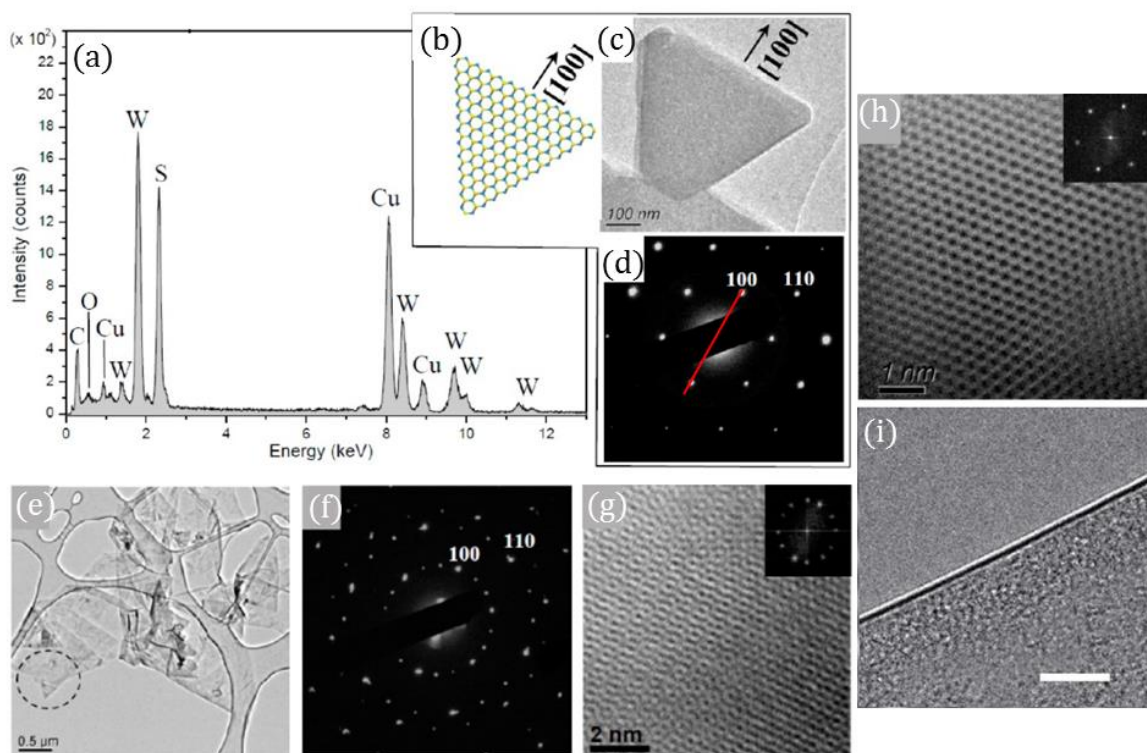 (× 10²)
22
20
18
16
14
12
10
8
6
4
2
0
Intensity (counts)
(a)
C
O
Cu
W
W
S
Cu
W
Cu
W
W
W
0 2 4 6 8 10 12
Energy (keV)
(b)
[100]
(c)
[100]
100 nm
(d)
100 110
(h)
1 nm
(e)
0.5 µm
(f)
100 110
(g)
2 nm
(i)